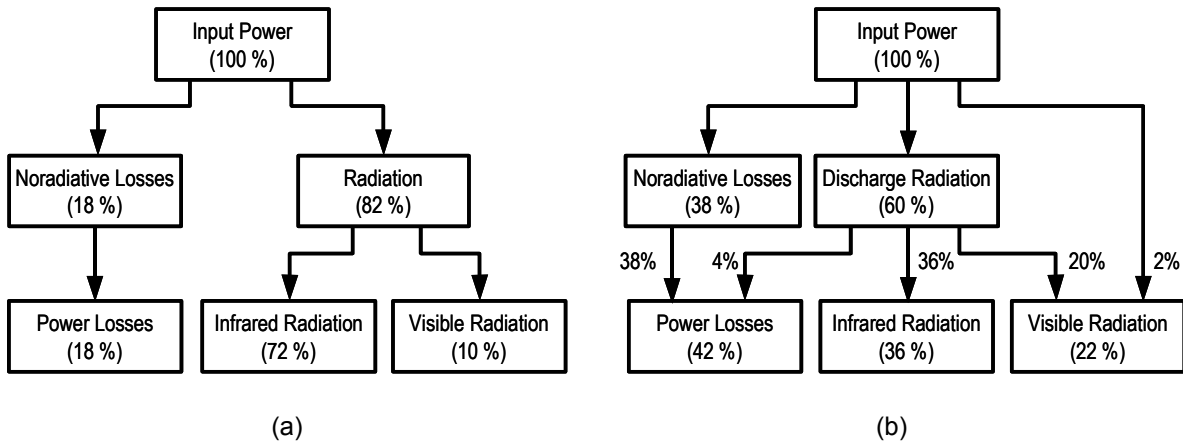 Input Power
(100 %)
Noradiative Losses
(18 %)
Radiation
(82 %)
Power Losses
(18 %)
Infrared Radiation
(72 %)
Visible Radiation
(10 %)
(a)
Input Power
(100 %)
Noradiative Losses
(38 %)
Discharge Radiation
(60 %)
38%
4%
36%
20%
2%
Power Losses
(42 %)
Infrared Radiation
(36 %)
Visible Radiation
(22 %)
(b)